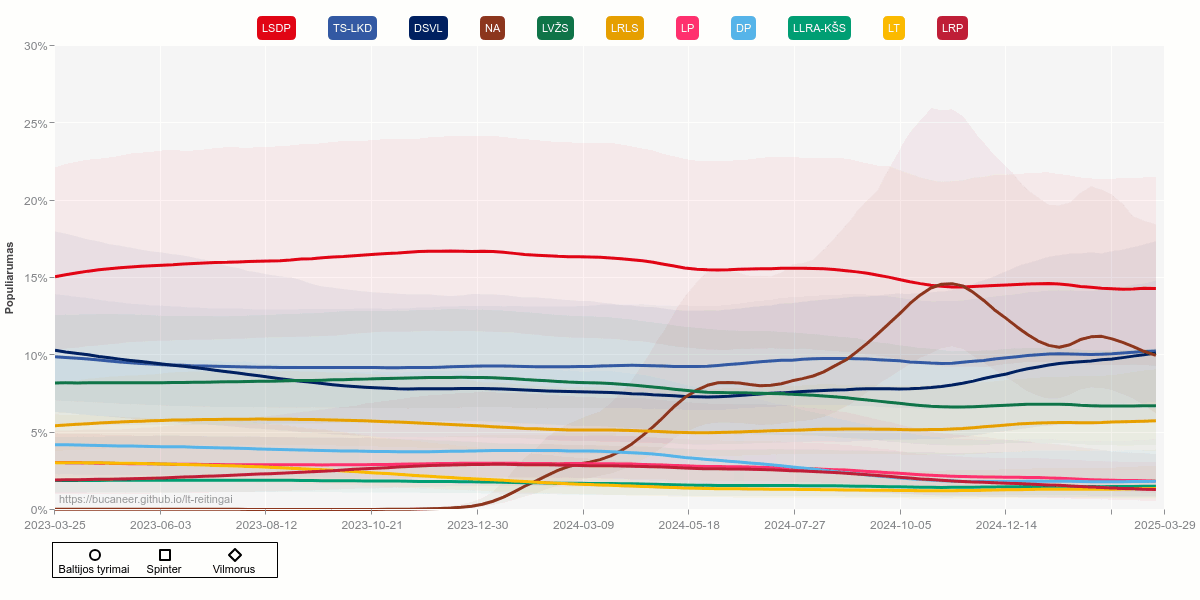 LSDP TS-LKD DSVL NA LVŽS LRLS LP DP LLRA-KŠS LT LRP
30%
25%
20%
15%
10%
5%
0%
Populiarumas
https://bucaneer.github.io/lt-reitingai
2023-03-25 2023-06-03 2023-08-12 2023-10-21 2023-12-30 2024-03-09 2024-05-18 2024-07-27 2024-10-05 2024-12-14 2025-03-29
Baltijos tyrimai Spinter Vilmorus